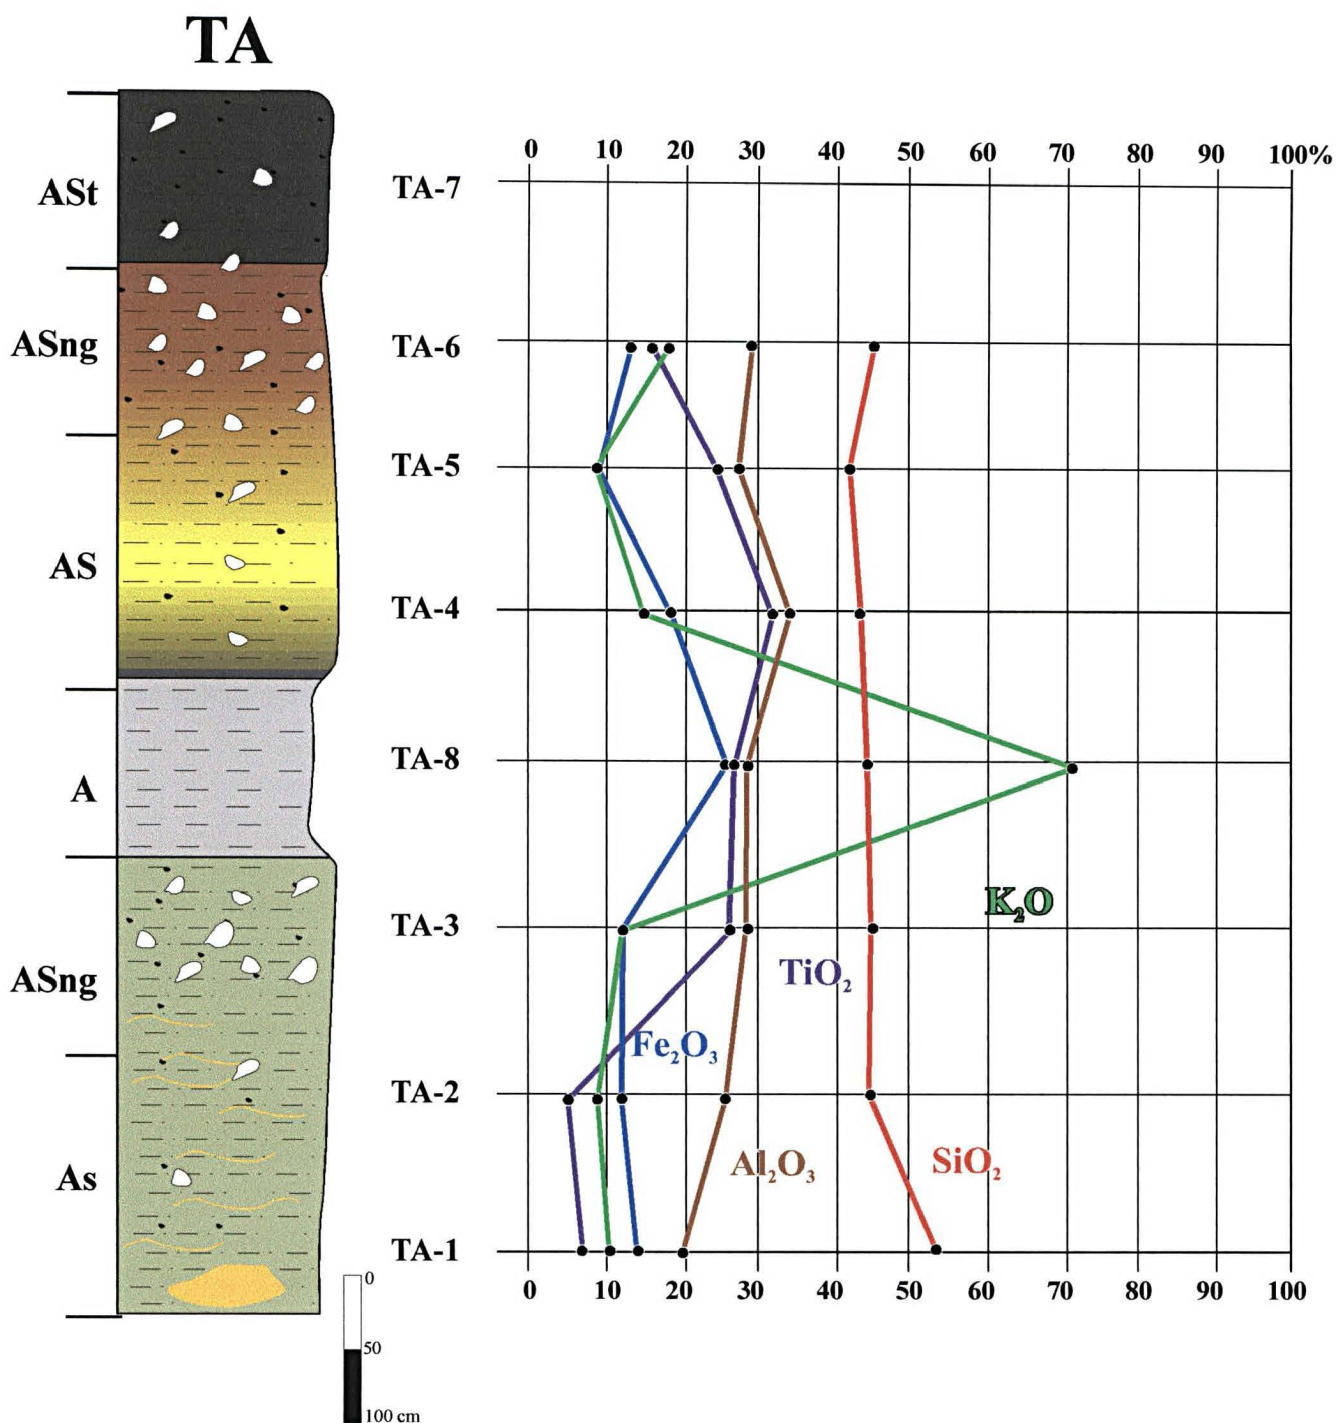 TA
0 10 20 30 40 50 60 70 80 90 100%
ASt
TA-7
ASng
TA-6
TA-5
AS
TA-4
A
TA-8
K₂O
TA-3
ASng
TiO₂
Fe₂O₃
TA-2
As
Al₂O₃
SiO₂
TA-1
0 10 20 30 40 50 60 70 80 90 100
0
50
100 cm